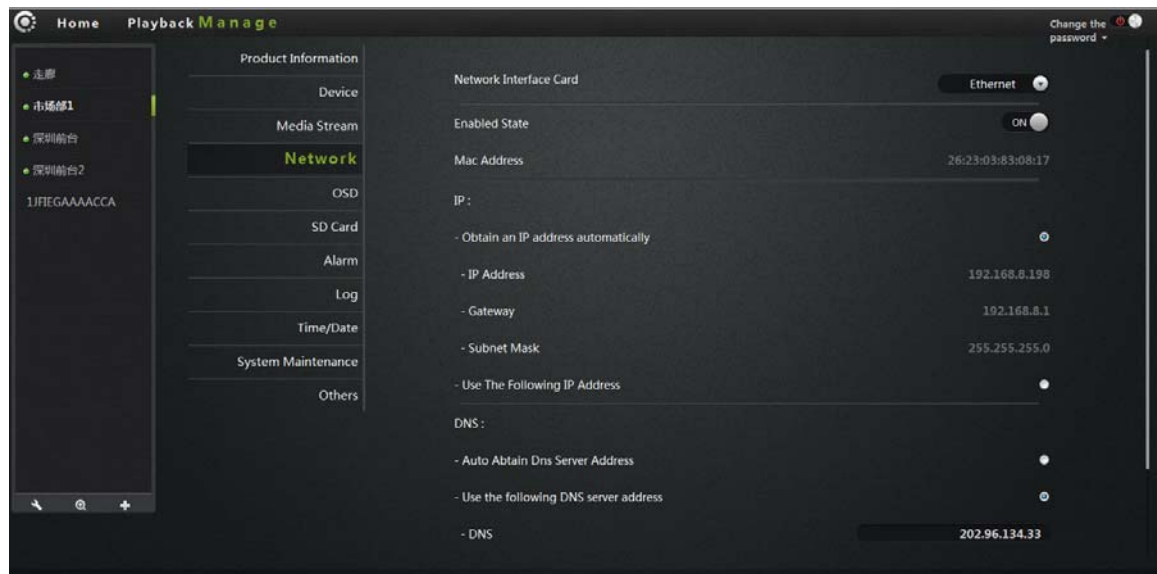 Home Playback Manage
Change the
password
走廊
市场部1
深圳前台
深圳前台2
1JFIEGAAAACCA
Product Information
Device
Media Stream
Network
OSD
SD Card
Alarm
Log
Time/Date
System Maintenance
Others
Network Interface Card Ethernet
Enabled State ON
Mac Address 26:23:03:83:08:17
IP :
- Obtain an IP address automatically
- IP Address 192.168.8.198
- Gateway 192.168.8.1
- Subnet Mask 255.255.255.0
- Use The Following IP Address
DNS :
- Auto Abtain Dns Server Address
- Use the following DNS server address
- DNS 202.96.134.33